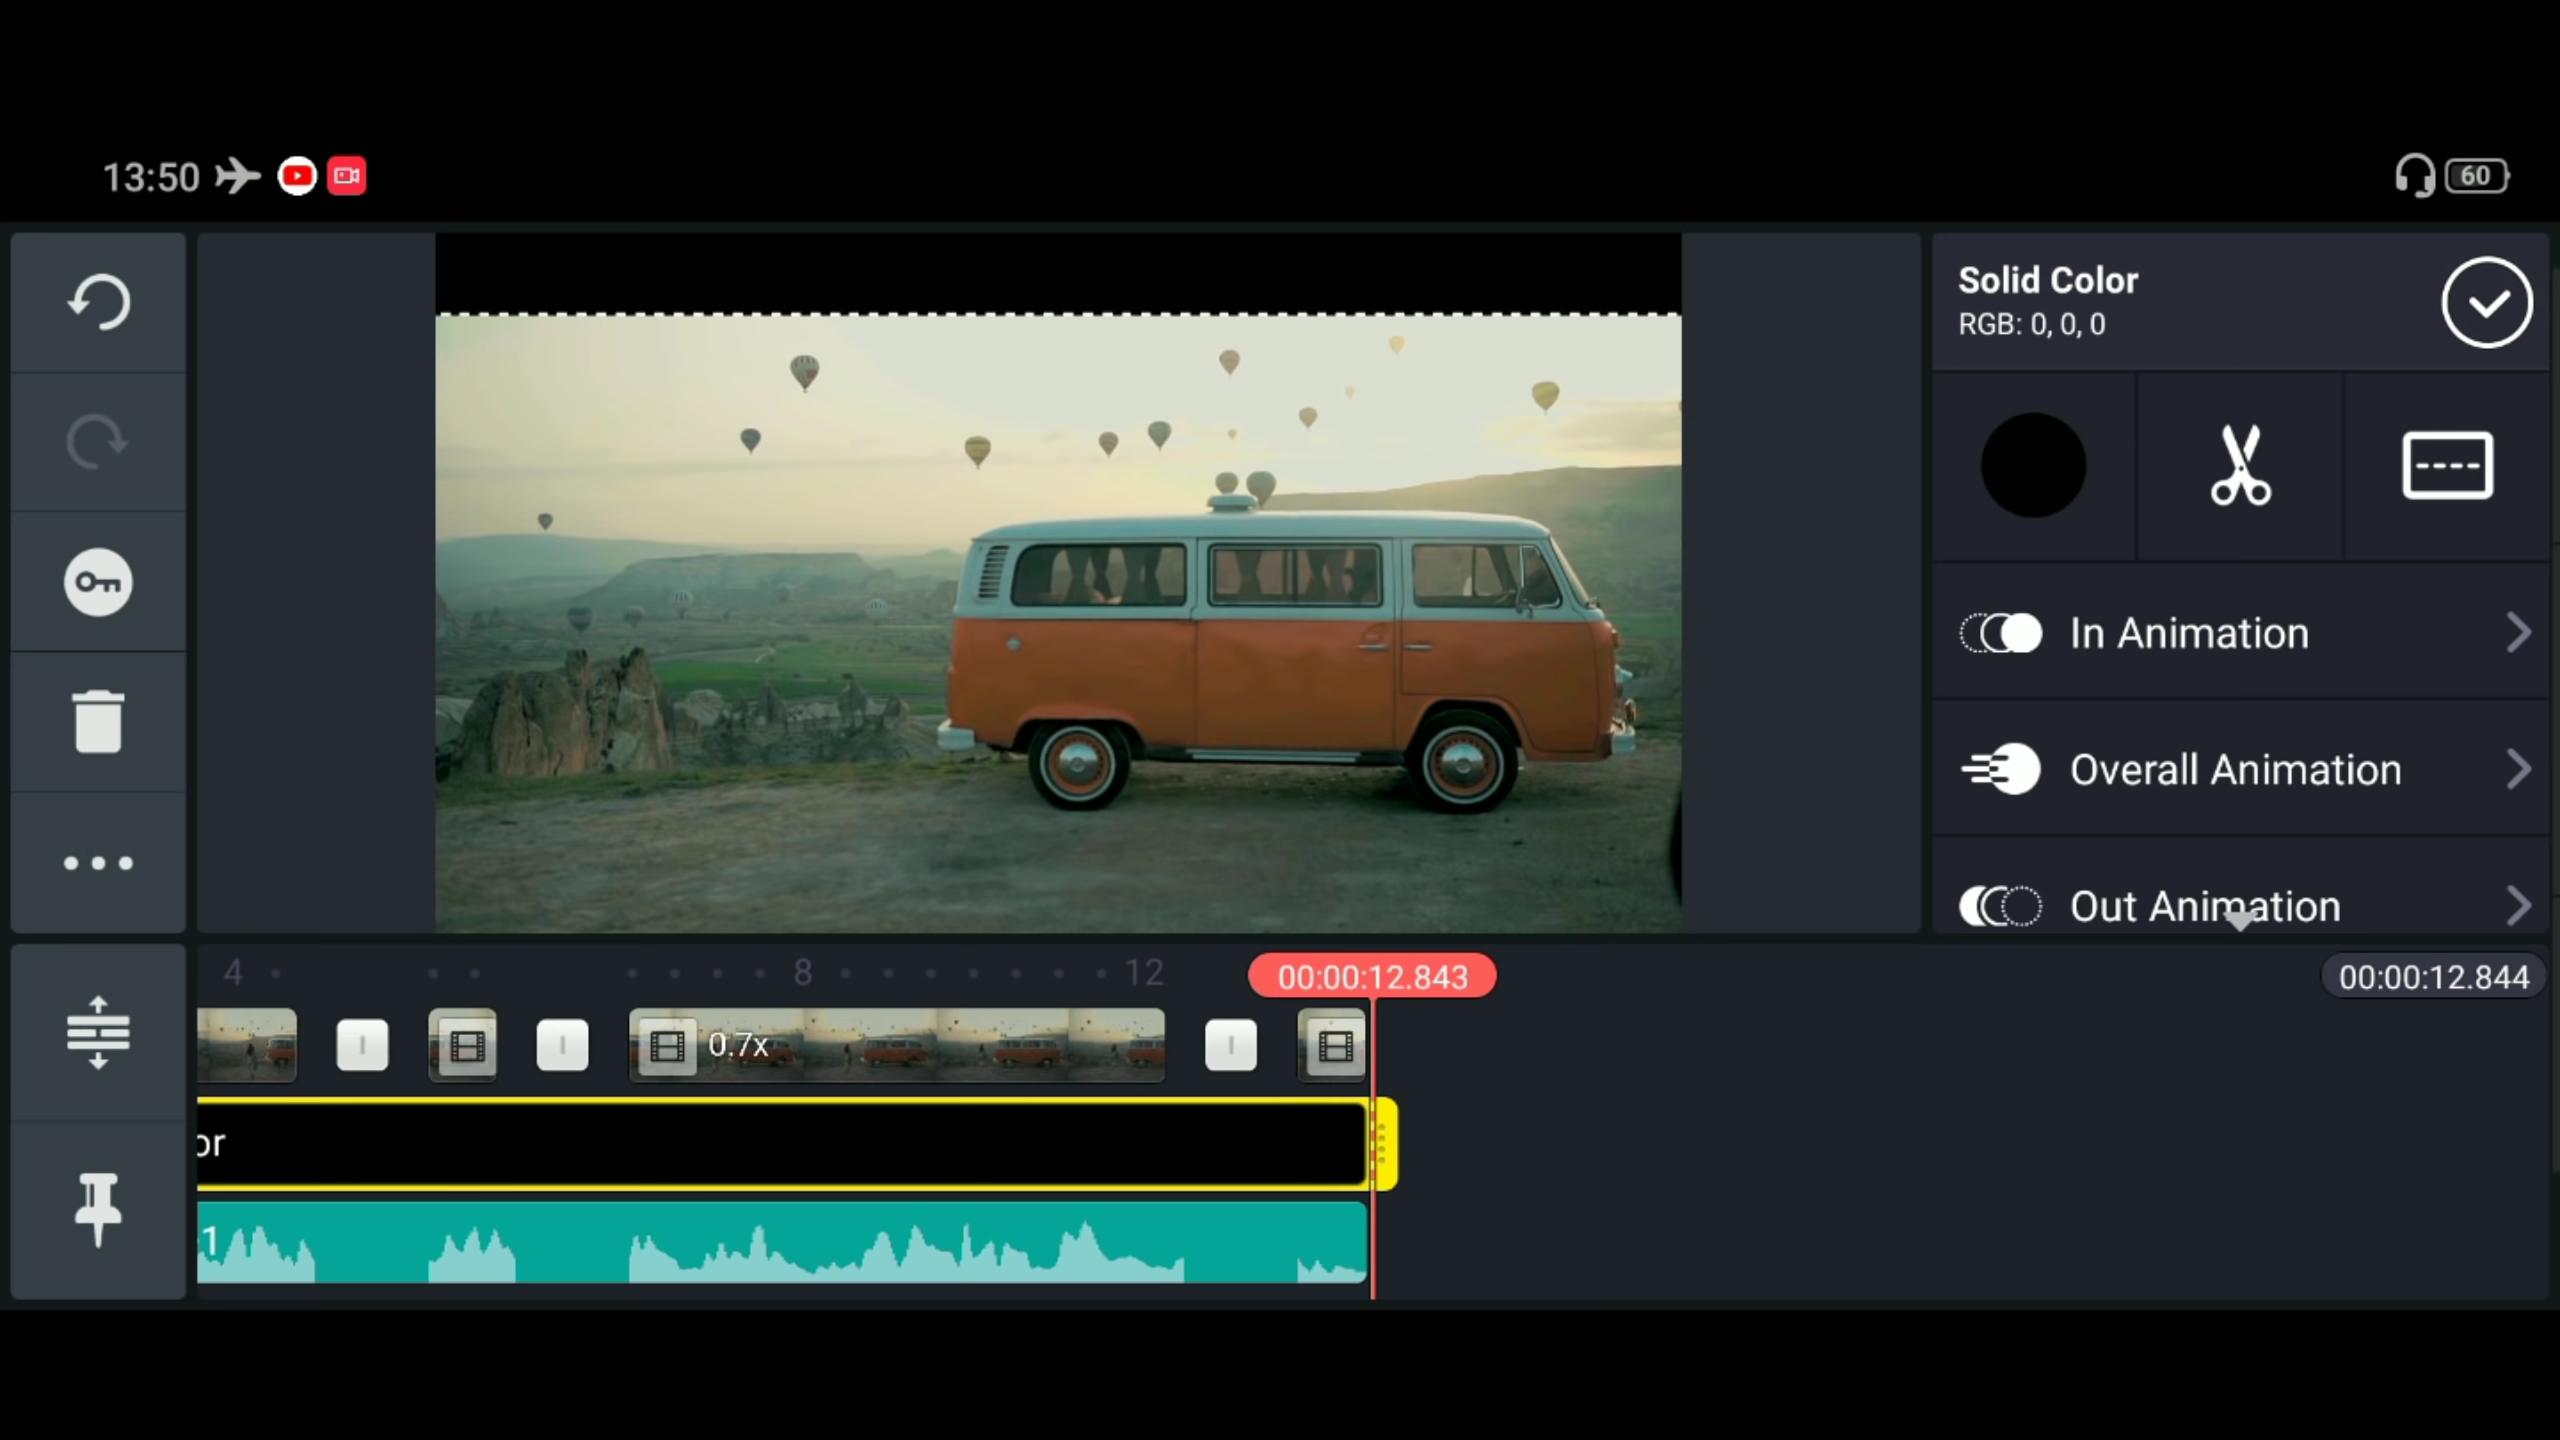 13:50
60
Solid Color
RGB: 0, 0, 0
In Animation
Overall Animation
Out Animation
4
8
12
00:00:12.843
00:00:12.844
0.7x
or
1